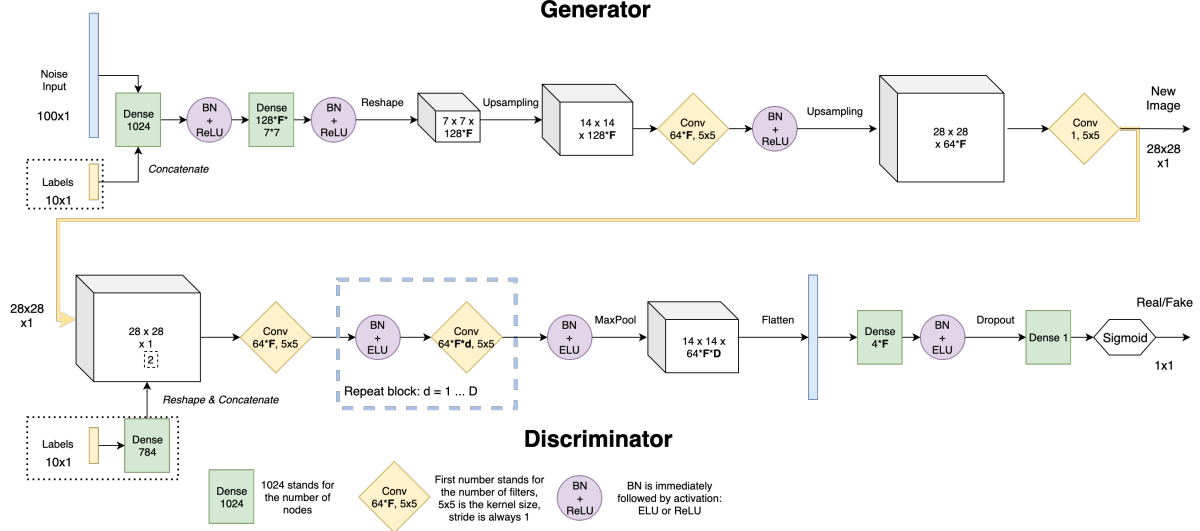 Generator
Noise
Input
100x1
Labels
10x1
Concatenate
Dense
1024
BN
+
ReLU
Dense
128*F*
7*7
BN
+
ReLU
Reshape
7 x 7 x
128*F
Upsampling
14 x 14
x 128*F
Conv
64*F, 5x5
BN
+
ReLU
Upsampling
28 x 28
x 64*F
Conv
1, 5x5
New
Image
28x28
x1
28x28
x1
28 x 28
x 1
2
Reshape & Concatenate
Labels
10x1
Dense
784
Conv
64*F, 5x5
BN
+
ELU
Conv
64*F*d, 5x5
Repeat block: d = 1 ... D
BN
+
ELU
MaxPool
14 x 14 x
64*F*D
Flatten
Dense
4*F
BN
+
ELU
Dropout
Dense 1
Sigmoid
Real/Fake
1x1
Discriminator
Dense
1024
1024 stands for
the number of
nodes
Conv
64*F, 5x5
First number stands for
the number of filters,
5x5 is the kernel size,
stride is always 1
BN
+
ReLU
BN is immediately
followed by activation:
ELU or ReLU